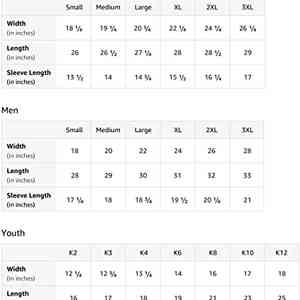 Small Medium Large XL 2XL 3XL
Width (in inches) 18 ¼ 19 ¼ 20 ¾ 22 ¼ 24 ¼ 26 ¼
Length (in inches) 26 26 ½ 27 ¼ 28 28 ½ 29
Sleeve Length (in inches) 13 ½ 14 14 ¾ 15 ½ 16 ¼ 17
Men
Small Medium Large XL 2XL 3XL
Width (in inches) 18 20 22 24 26 28
Length (in inches) 28 29 30 31 32 33
Sleeve Length (in inches) 17 ¼ 18 18 ¾ 19 ½ 20 ¼ 21
Youth
K2 K3 K4 K6 K8 K10 K12
Width (in inches) 12 ¼ 12 ¾ 13 ¼ 14 16 17 18
Length 16 17 18 19 21 23 25